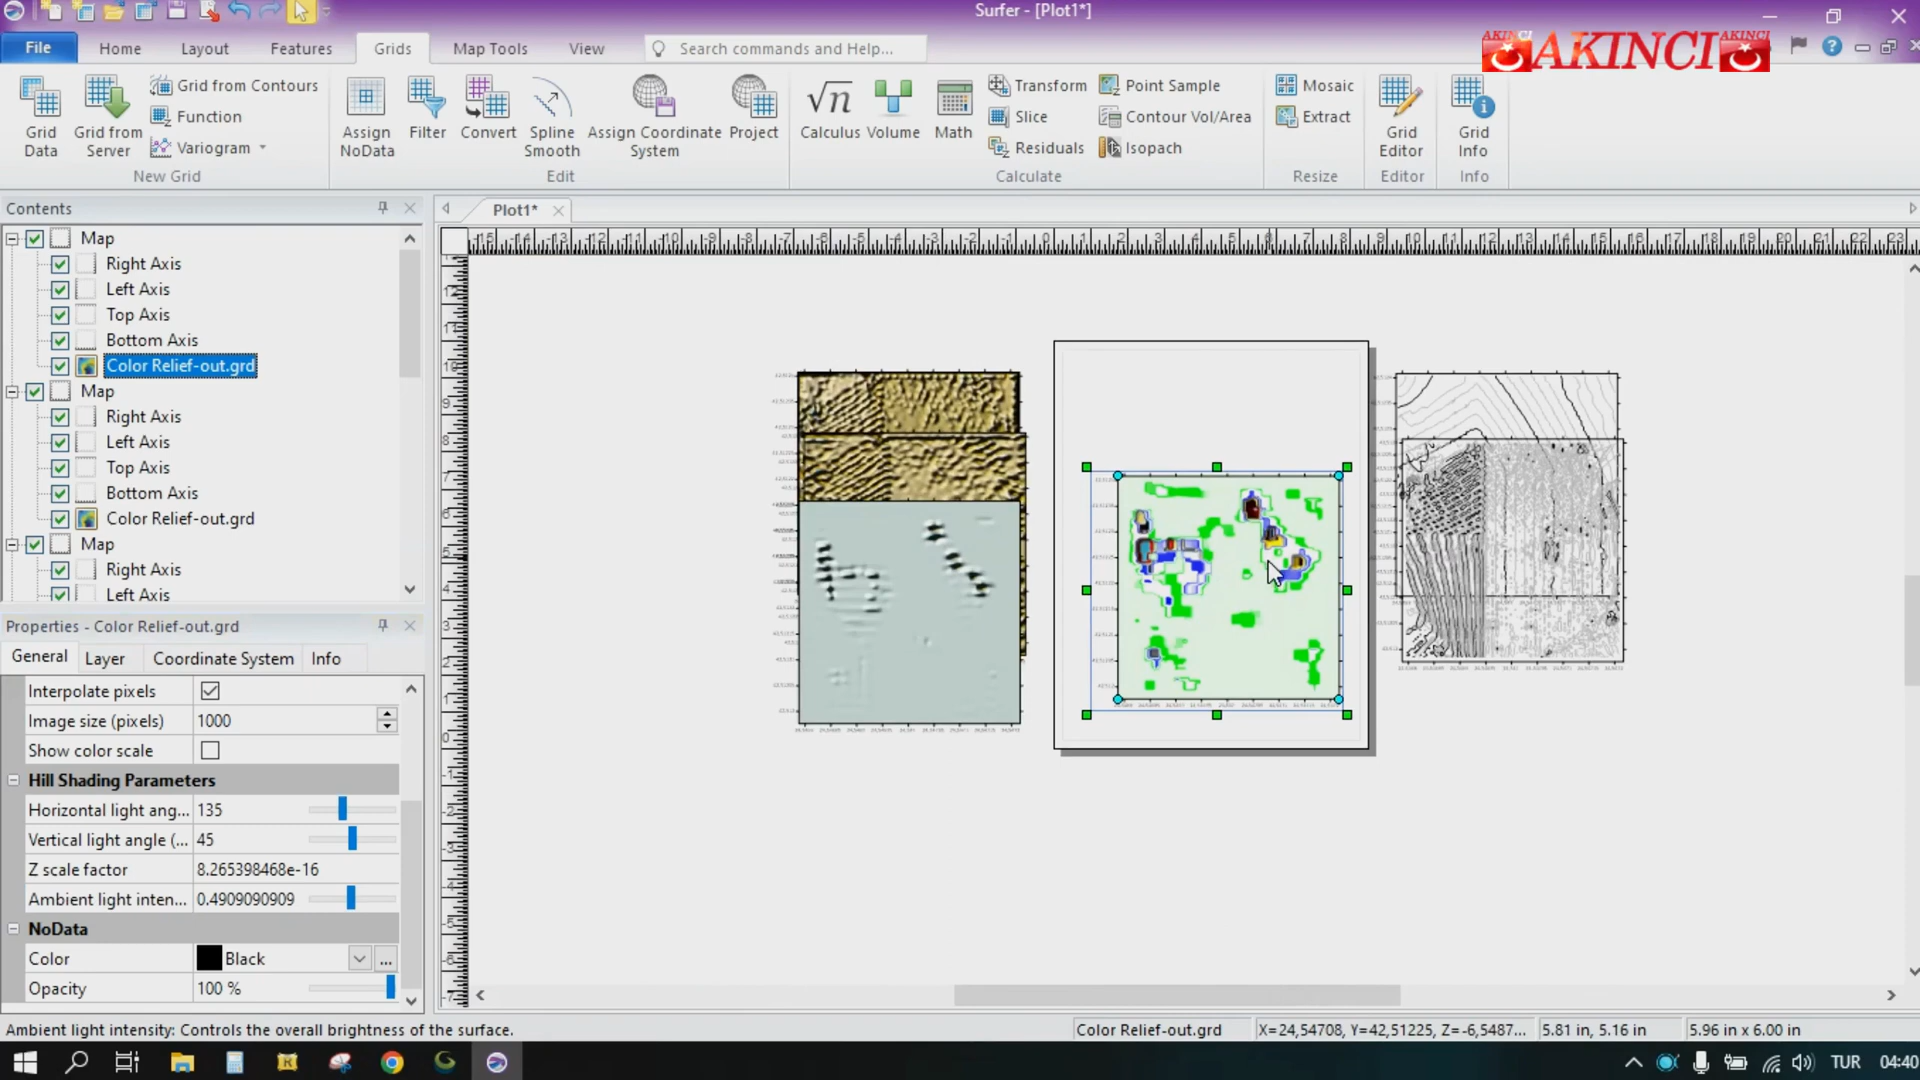 Surfer - [Plot1*]
AKINCI AKINCI AKINCI
File Home Layout Features Grids Map Tools View Search commands and Help...
Grid Data
Grid from Server
Grid from Contours
Function
Variogram
New Grid
Assign NoData
Filter
Convert
Spline Smooth
Assign Coordinate System
Project
Edit
Calculus
Volume
Math
Transform
Slice
Residuals
Point Sample
Contour Vol/Area
Isopach
Calculate
Mosaic
Extract
Resize
Grid Editor
Editor
Grid Info
Info
Contents
Map
Right Axis
Left Axis
Top Axis
Bottom Axis
Color Relief-out.grd
Map
Right Axis
Left Axis
Top Axis
Bottom Axis
Color Relief-out.grd
Map
Right Axis
Left Axis
Plot1*
Properties - Color Relief-out.grd
General Layer Coordinate System Info
Interpolate pixels
Image size (pixels) 1000
Show color scale
Hill Shading Parameters
Horizontal light ang... 135
Vertical light angle (... 45
Z scale factor 8.265398468e-16
Ambient light inten... 0.4909090909
NoData
Color Black ...
Opacity 100 %
Ambient light intensity: Controls the overall brightness of the surface.
Color Relief-out.grd X=24,54708, Y=42,51225, Z=-6,5487... 5.81 in, 5.16 in 5.96 in x 6.00 in
TUR 04:40